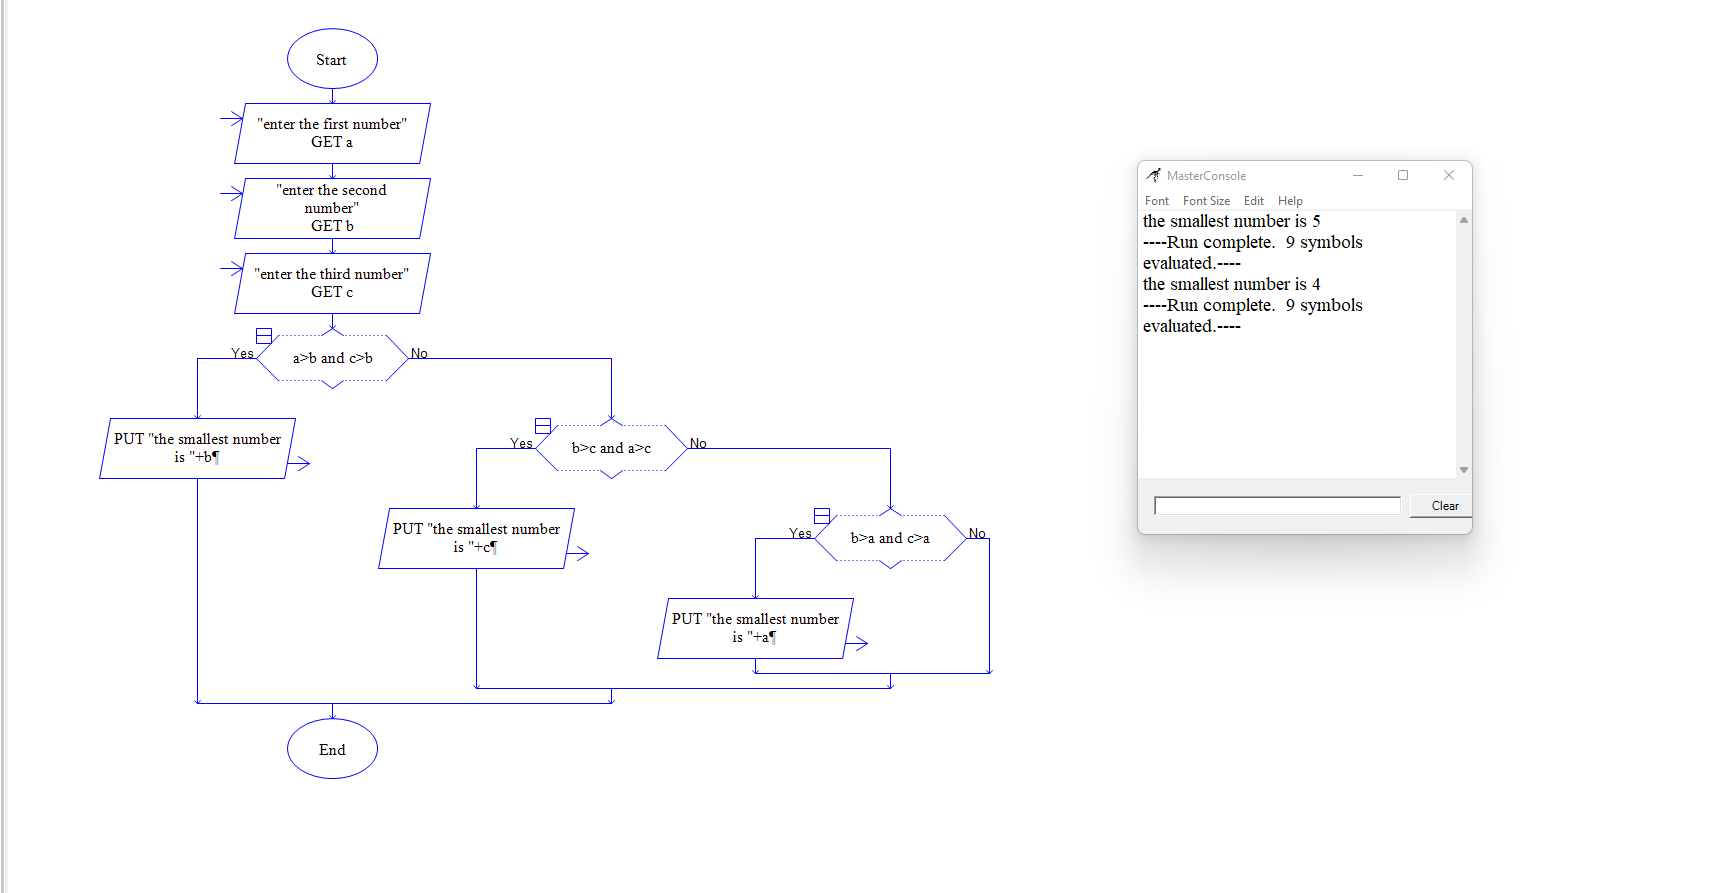 Start
"enter the first number"
GET a
"enter the second
number"
GET b
"enter the third number"
GET c
Yes
a>b and c>b
No
PUT "the smallest number
is "+b¶
Yes
b>c and a>c
No
PUT "the smallest number
is "+c¶
Yes
b>a and c>a
No
PUT "the smallest number
is "+a¶
End
MasterConsole
Font Font Size Edit Help
the smallest number is 5
----Run complete.  9 symbols
evaluated.----
the smallest number is 4
----Run complete.  9 symbols
evaluated.----
Clear